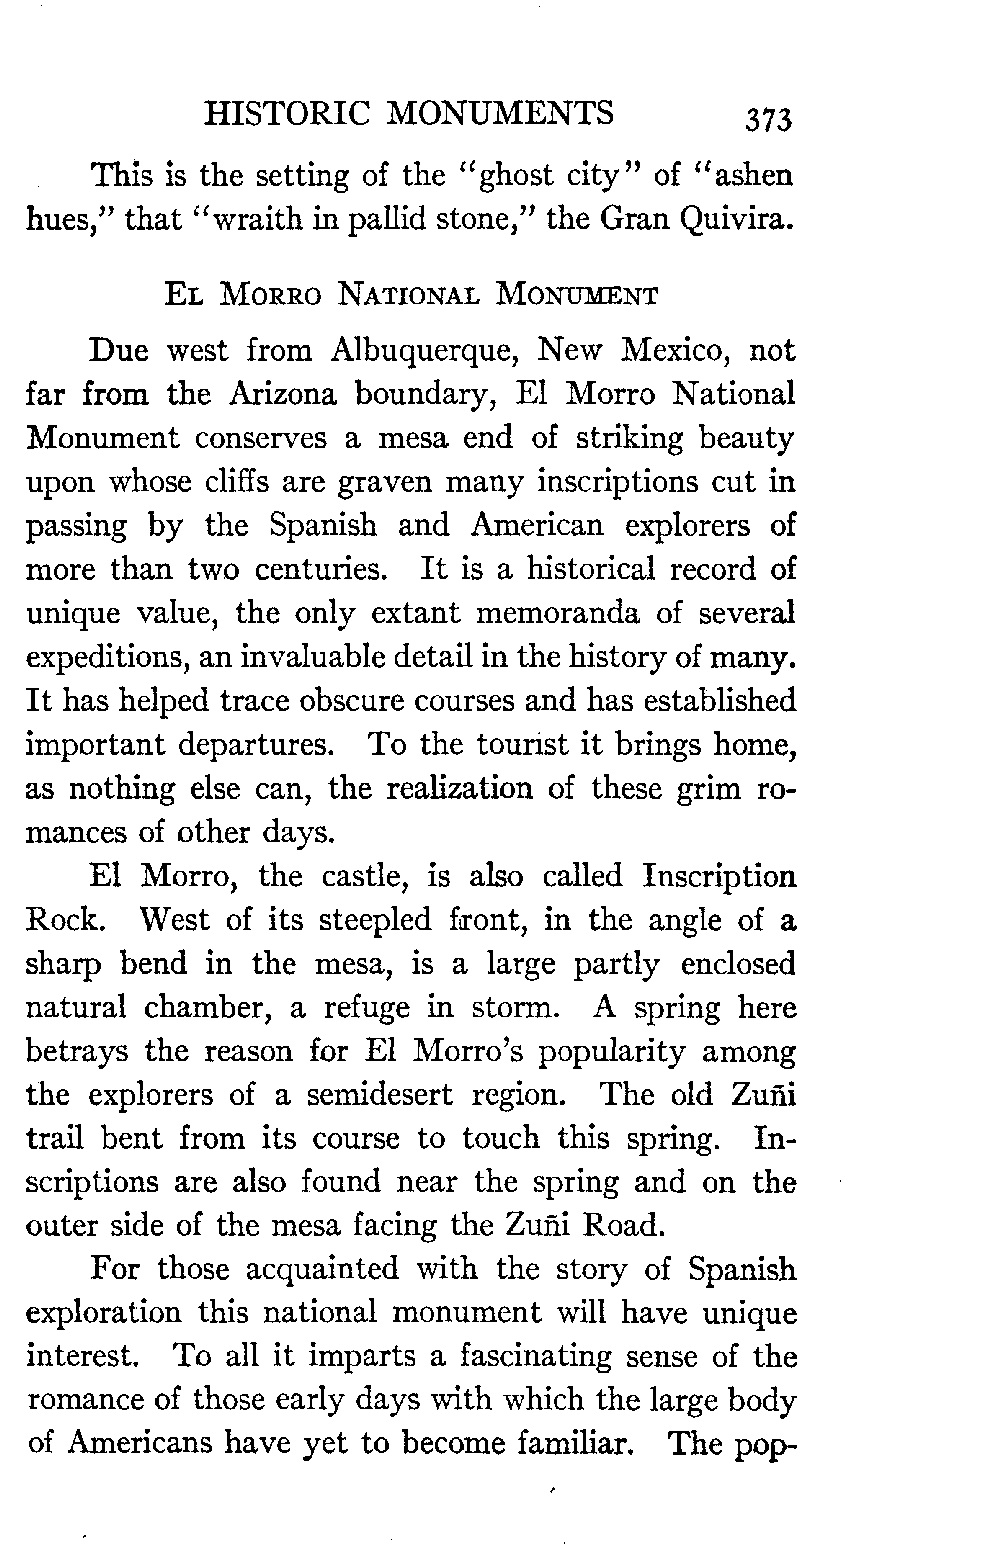 HISTORIC MONUMENTS 373
This is the setting of the "ghost city" of "ashen
hues," that "wraith in pallid stone," the Gran Quivira.
El Morro National Monument
Due west from Albuquerque, New Mexico, not
far from the Arizona boundary, El Morro National
Monument conserves a mesa end of striking beauty
upon whose cliffs are graven many inscriptions cut in
passing by the Spanish and American explorers of
more than two centuries. It is a historical record of
unique value, the only extant memoranda of several
expeditions, an invaluable detail in the history of many.
It has helped trace obscure courses and has established
important departures. To the tourist it brings home,
as nothing else can, the realization of these grim ro-
mances of other days.
El Morro, the castle, is also called Inscription
Rock. West of its steepled front, in the angle of a
sharp bend in the mesa, is a large partly enclosed
natural chamber, a refuge in storm. A spring here
betrays the reason for El Morro's popularity among
the explorers of a semidesert region. The old Zuñi
trail bent from its course to touch this spring. In-
scriptions are also found near the spring and on the
outer side of the mesa facing the Zuñi Road.
For those acquainted with the story of Spanish
exploration this national monument will have unique
interest. To all it imparts a fascinating sense of the
romance of those early days with which the large body
of Americans have yet to become familiar. The pop-